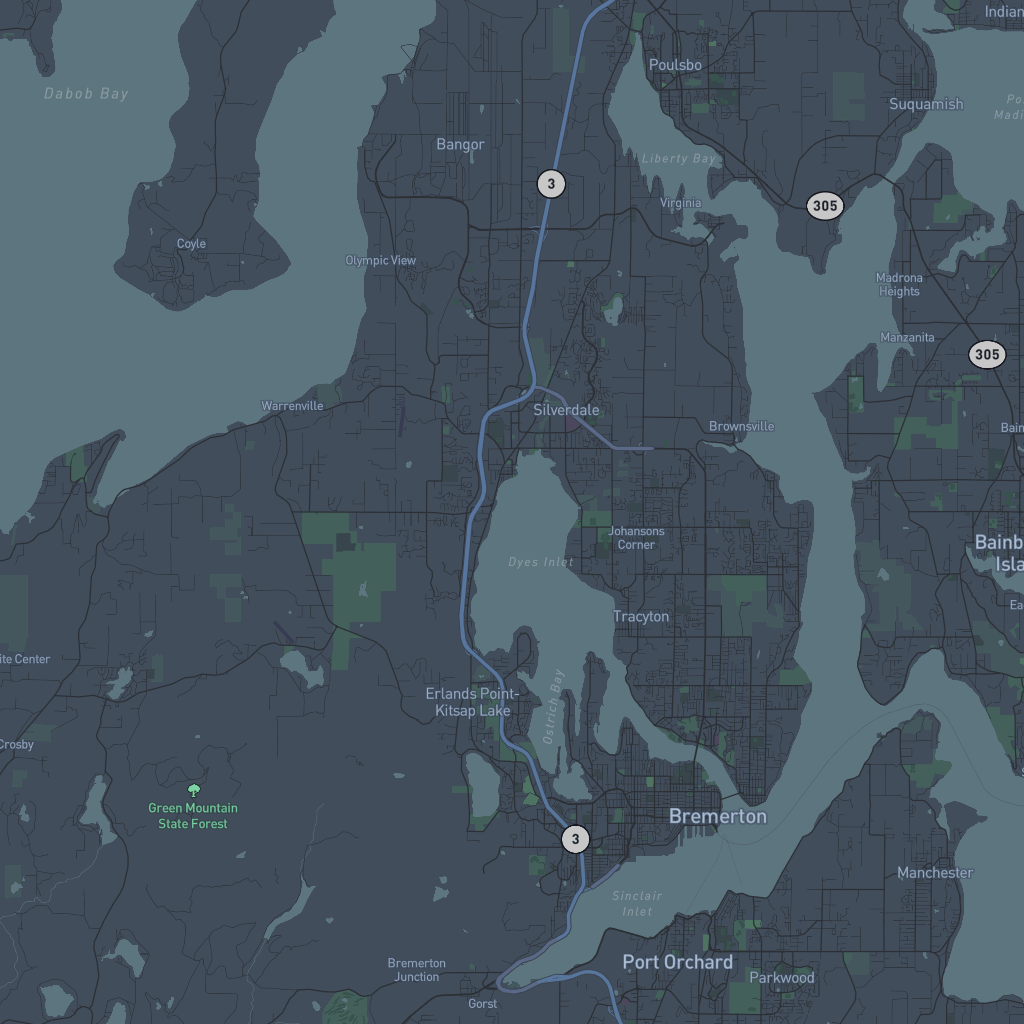 Indian
Poulsbo
Dabob Bay
Suquamish
Po
Madi
Bangor
Liberty Bay
3
Virginia
305
Coyle
Olympic View
Madrona
Heights
Manzanita
305
Warrenville
Silverdale
Brownsville
Bain
Johansons
Corner
Bainb
Isla
Dyes Inlet
Ea
Tracyton
ite Center
Erlands Point-
Kitsap Lake
Ostrich Bay
Crosby
Green Mountain
State Forest
Bremerton
3
Manchester
Sinclair
Inlet
Bremerton
Junction
Port Orchard
Parkwood
Gorst